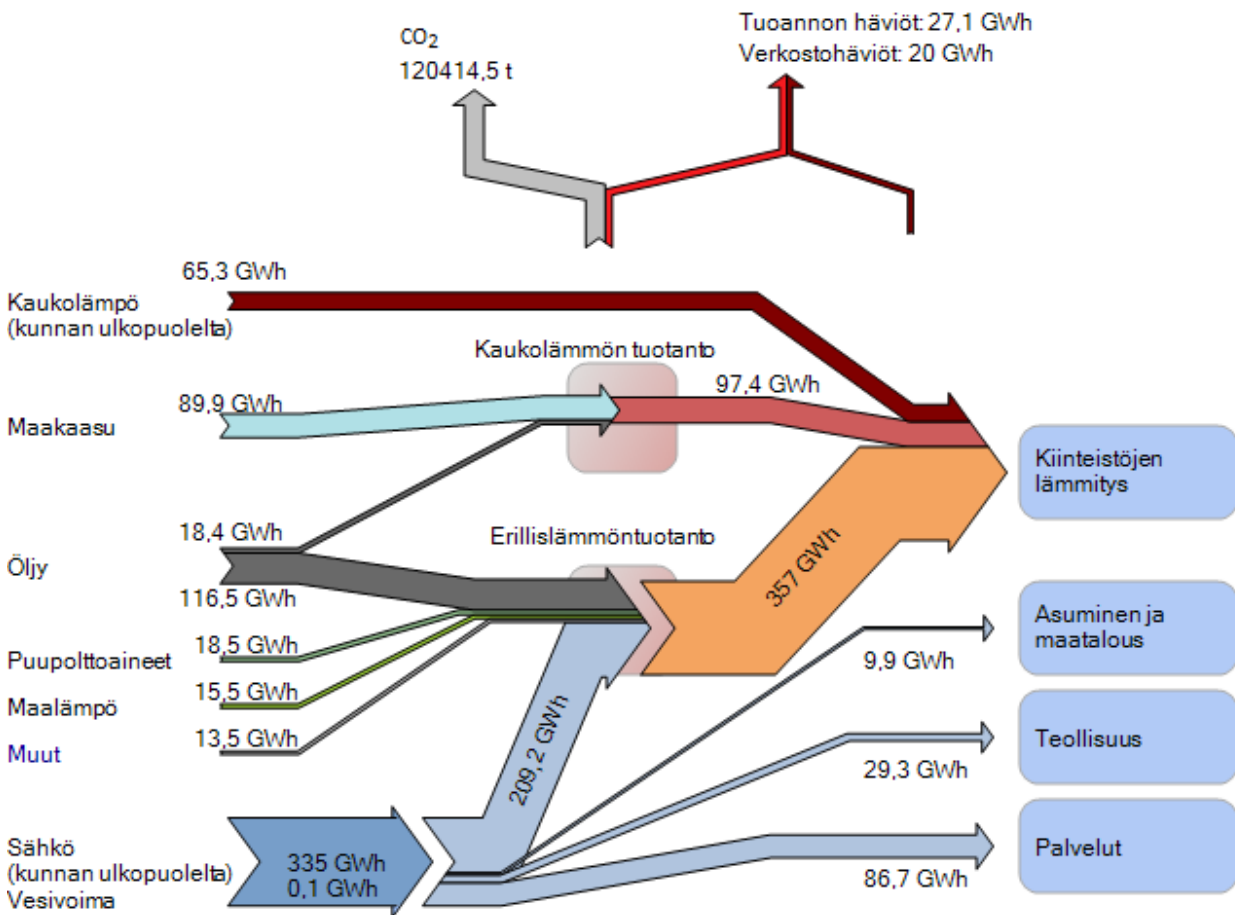 Tuoannon häviöt: 27,1 GWh
Verkostohäviöt: 20 GWh
CO2
120414,5 t
65,3 GWh
Kaukolämpö
(kunnan ulkopuolelta)
Kaukolämmön tuotanto
97,4 GWh
89,9 GWh
Maakaasu
Kiinteistöjen
lämmitys
18,4 GWh
Erillislämmöntuotanto
Öljy
357 GWh
116,5 GWh
Asuminen ja
maatalous
18,5 GWh
Puupolttoaineet
9,9 GWh
15,5 GWh
Maalämpö
13,5 GWh
Muut
209,2 GWh
Teollisuus
29,3 GWh
Sähkö
(kunnan ulkopuolelta)
Vesivoima
335 GWh
0,1 GWh
Palvelut
86,7 GWh